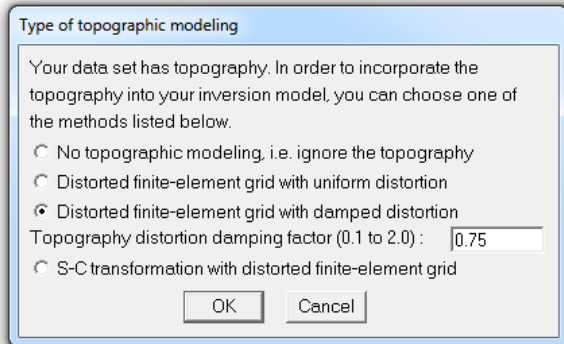 Type of topographic modeling
Your data set has topography. In order to incorporate the
topography into your inversion model, you can choose one of
the methods listed below.
No topographic modeling, i.e. ignore the topography
Distorted finite-element grid with uniform distortion
Distorted finite-element grid with damped distortion
Topography distortion damping factor (0.1 to 2.0) : 0.75
S-C transformation with distorted finite-element grid
OK Cancel